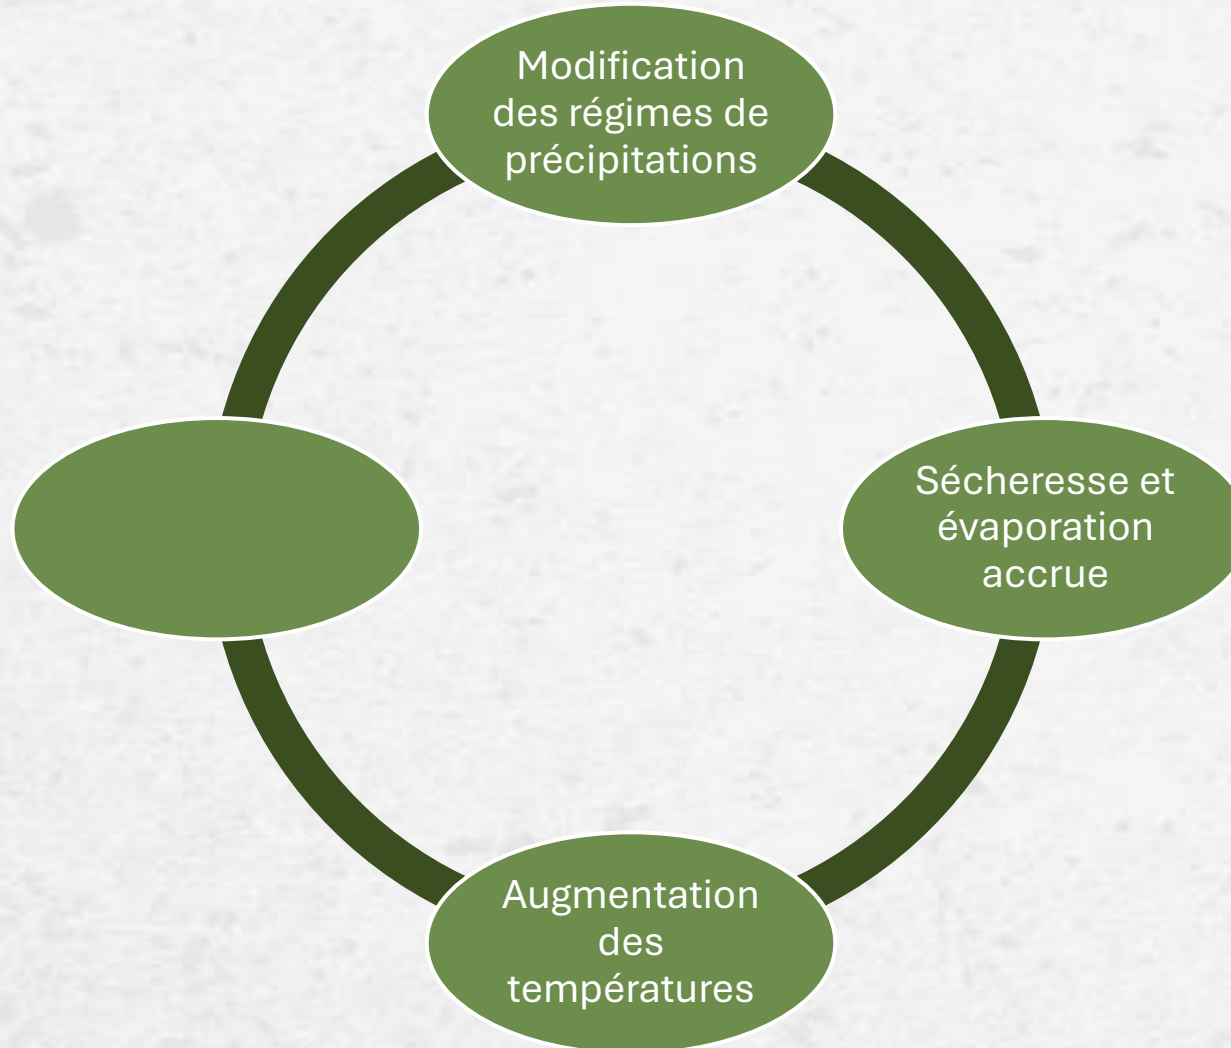 Modification
des régimes de
précipitations
Sécheresse et
évaporation
accrue
Augmentation
des
températures